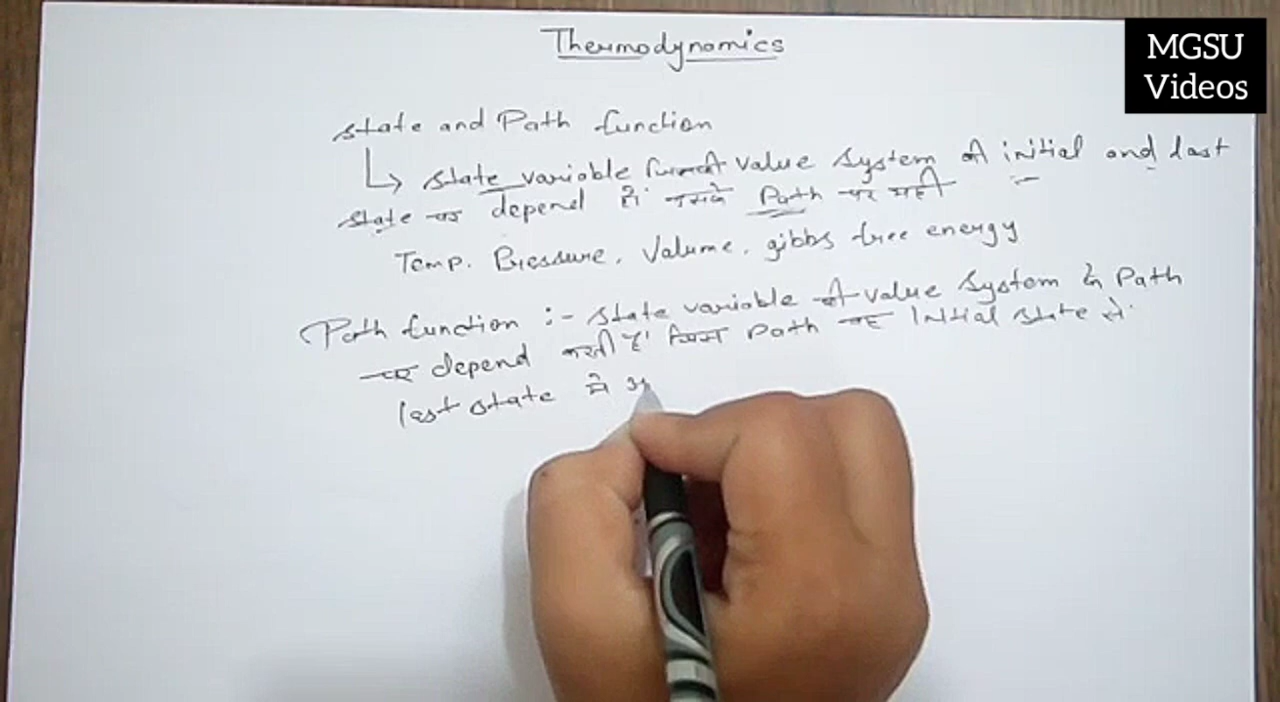 Thermodynamics
MGSU
Videos
State and Path function
↳ State variable जिसकी value system की initial and last
state पर depend हो। उसके Path पर नही
Temp. Pressure, Volume, gibbs free energy
Path function :- State variable की value system के Path
पर depend करती है। जिस path पर Initial state से
last state मे